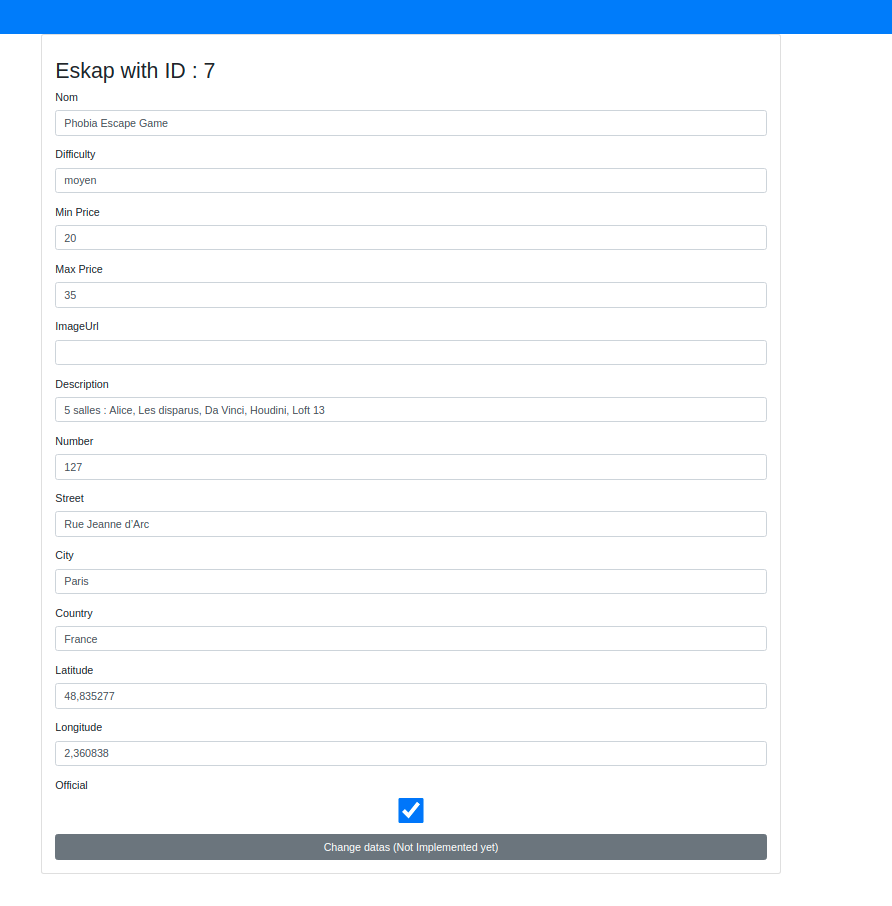 Eskap with ID : 7
Nom
Phobia Escape Game
Difficulty
moyen
Min Price
20
Max Price
35
ImageUrl
Description
5 salles : Alice, Les disparus, Da Vinci, Houdini, Loft 13
Number
127
Street
Rue Jeanne d’Arc
City
Paris
Country
France
Latitude
48,835277
Longitude
2,360838
Official
Change datas (Not Implemented yet)